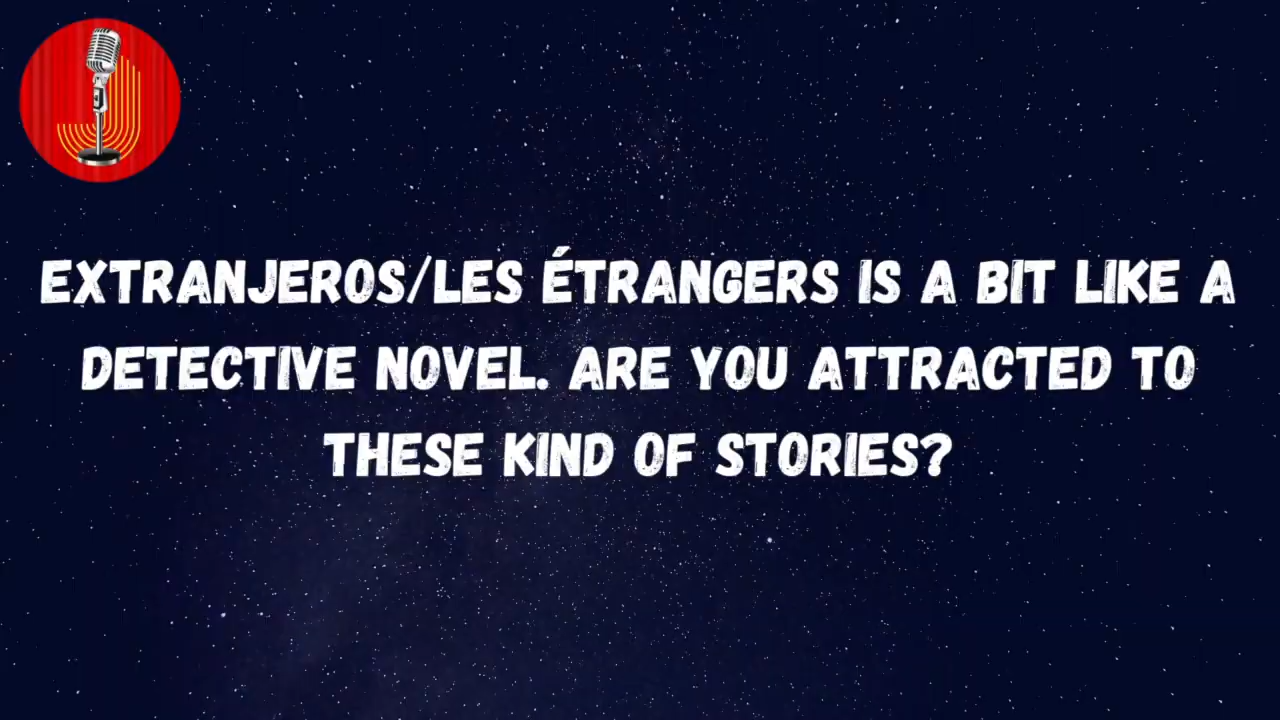 EXTRANJEROS/LES ÉTRANGERS IS A BIT LIKE A
DETECTIVE NOVEL. ARE YOU ATTRACTED TO
THESE KIND OF STORIES?